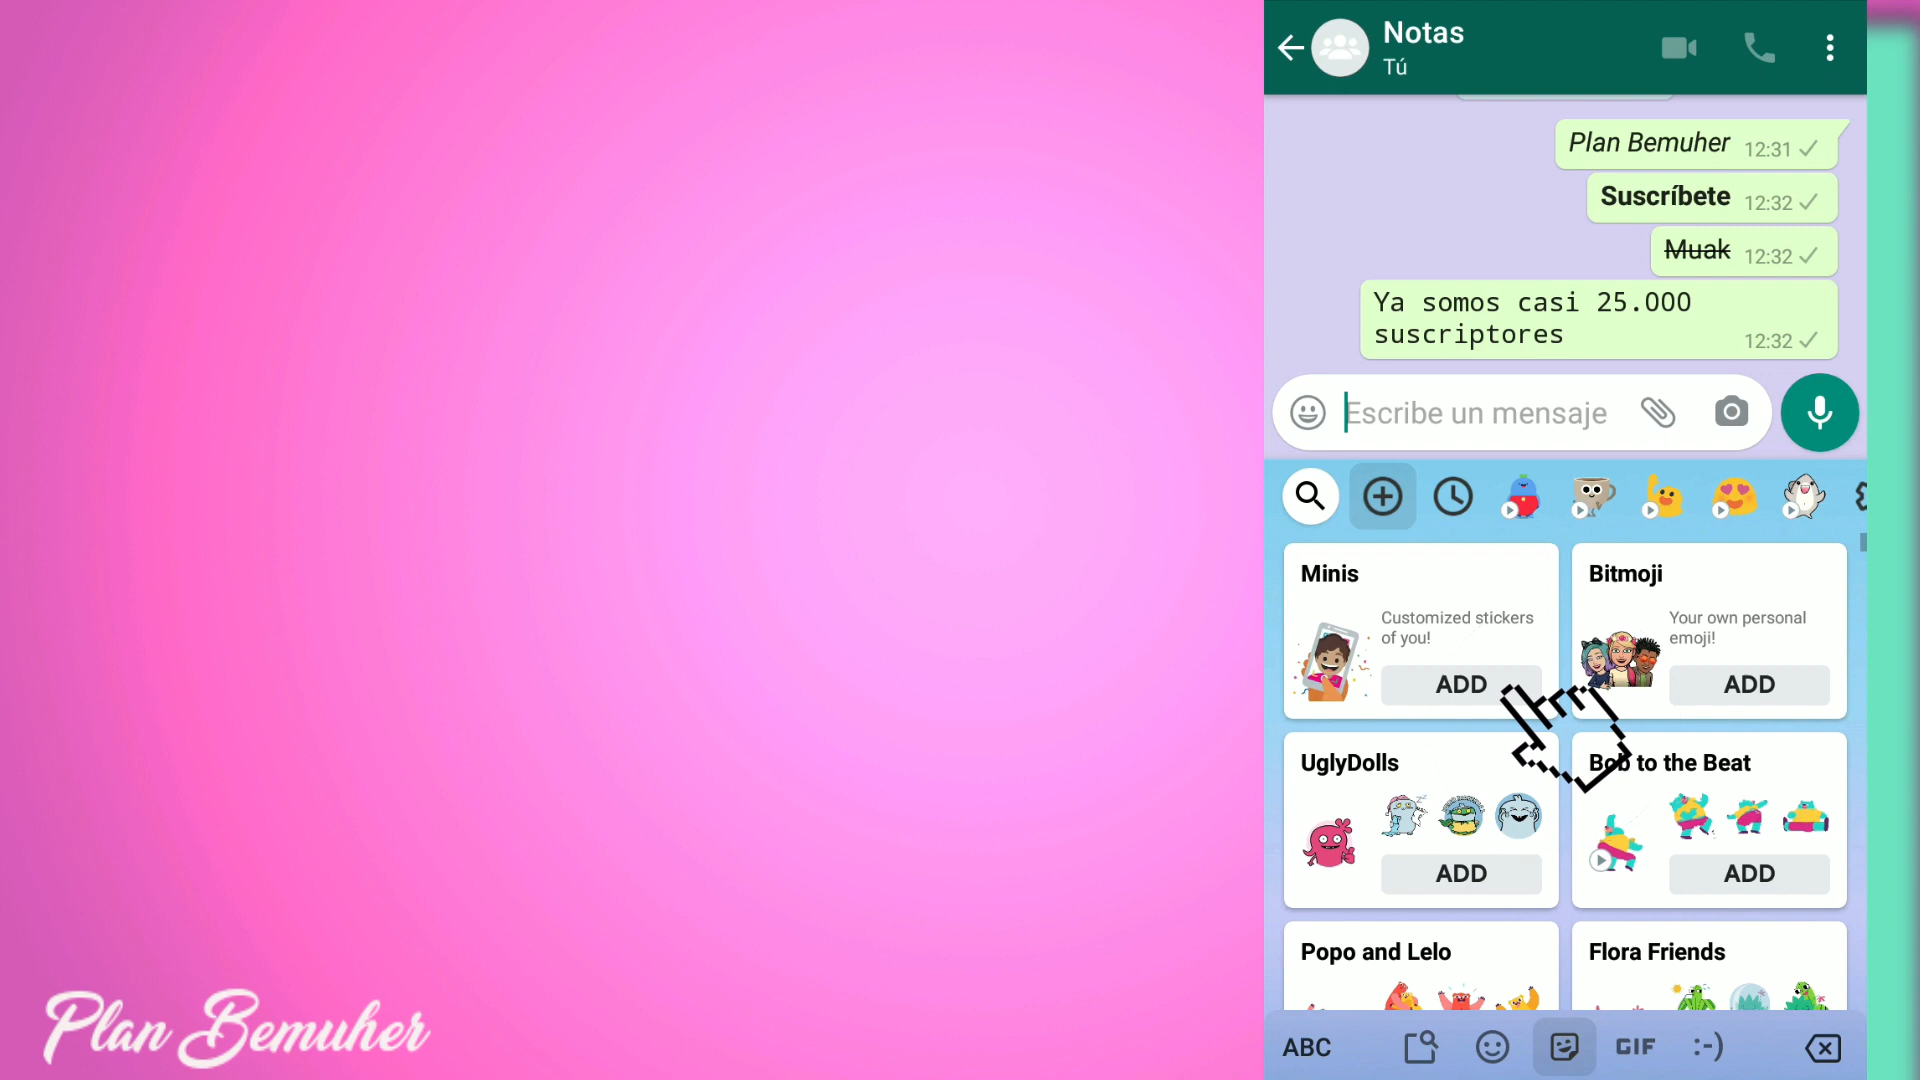 Notas
Tú
Plan Bemuher 12:31
Suscríbete 12:32
Muak 12:32
Ya somos casi 25.000
suscriptores 12:32
Escribe un mensaje
Minis
Customized stickers
of you!
ADD
Bitmoji
Your own personal
emoji!
ADD
UglyDolls
ADD
Bob to the Beat
ADD
Popo and Lelo
Flora Friends
ABC
GIF
:-)
Plan Bemuher